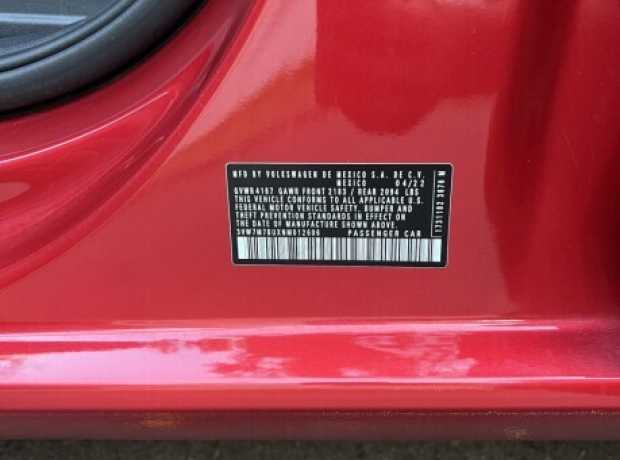 MFD BY VOLKSWAGEN DE MEXICO S.A. DE C.V.
MEXICO 04/22
GVWR4167 GAWR FRONT 2183 / REAR 2094 LBS
THIS VEHICLE CONFORMS TO ALL APPLICABLE U.S.
FEDERAL MOTOR VEHICLE SAFETY, BUMPER AND
THEFT PREVENTION STANDARDS IN EFFECT ON THE
DATE OF MANUFACTURE SHOWN ABOVE.
PASSENGER CAR